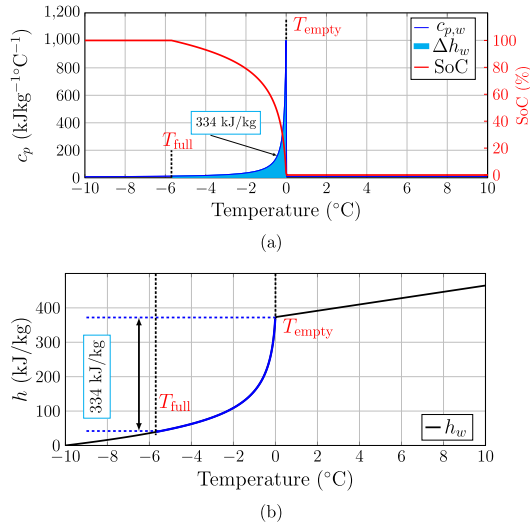 1,200
1,000
800
600
400
200
0
c_p (kJkg⁻¹°C⁻¹)
T_empty
c_{p,w}
Δh_w
SoC
334 kJ/kg
T_full
100
80
60
40
20
0
SoC (%)
−10 −8 −6 −4 −2 0 2 4 6 8 10
Temperature (°C)
(a)
400
300
200
100
0
h (kJ/kg)
334 kJ/kg
T_empty
T_full
h_w
−10 −8 −6 −4 −2 0 2 4 6 8 10
Temperature (°C)
(b)